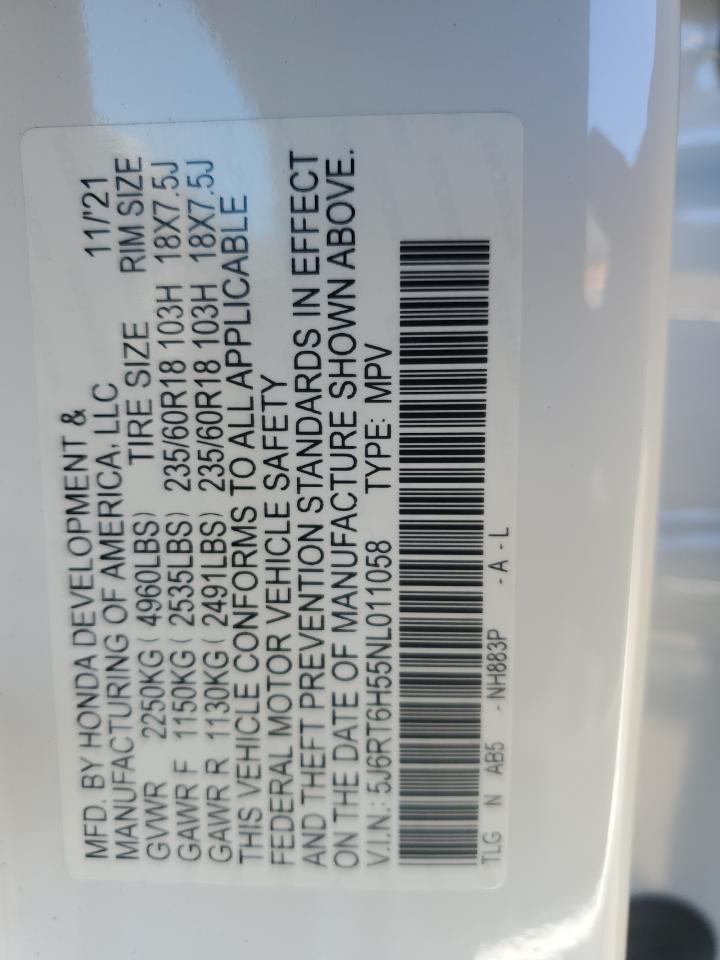 MFD. BY HONDA DEVELOPMENT &
MANUFACTURING OF AMERICA, LLC 11/'21
GVWR 2250KG ( 4960LBS) TIRE SIZE RIM SIZE
GAWR F 1150KG ( 2535LBS) 235/60R18 103H 18X7.5J
GAWR R 1130KG ( 2491LBS) 235/60R18 103H 18X7.5J
THIS VEHICLE CONFORMS TO ALL APPLICABLE
FEDERAL MOTOR VEHICLE SAFETY
AND THEFT PREVENTION STANDARDS IN EFFECT
ON THE DATE OF MANUFACTURE SHOWN ABOVE.
V.I.N.: 5J6RT6H55NL011058 TYPE: MPV
TLG N AB5 -NH883P -A-L